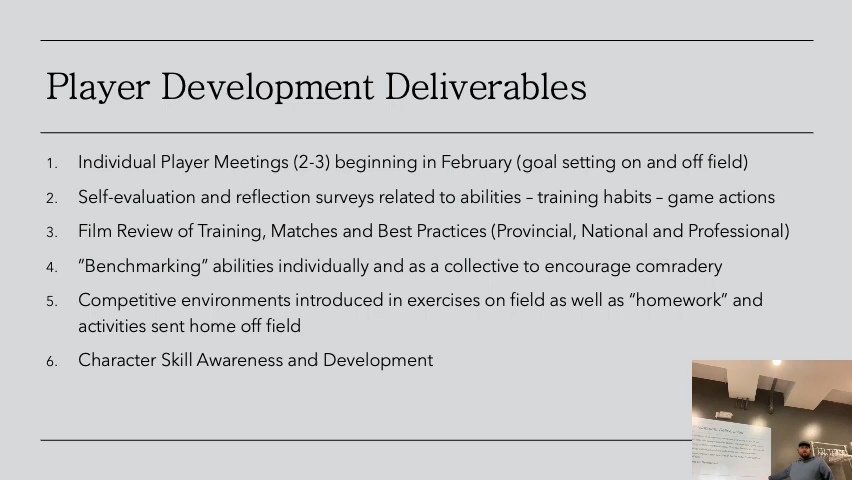 Player Development Deliverables
1. Individual Player Meetings (2-3) beginning in February (goal setting on and off field)
2. Self-evaluation and reflection surveys related to abilities – training habits – game actions
3. Film Review of Training, Matches and Best Practices (Provincial, National and Professional)
4. "Benchmarking" abilities individually and as a collective to encourage comradery
5. Competitive environments introduced in exercises on field as well as "homework" and
activities sent home off field
6. Character Skill Awareness and Development